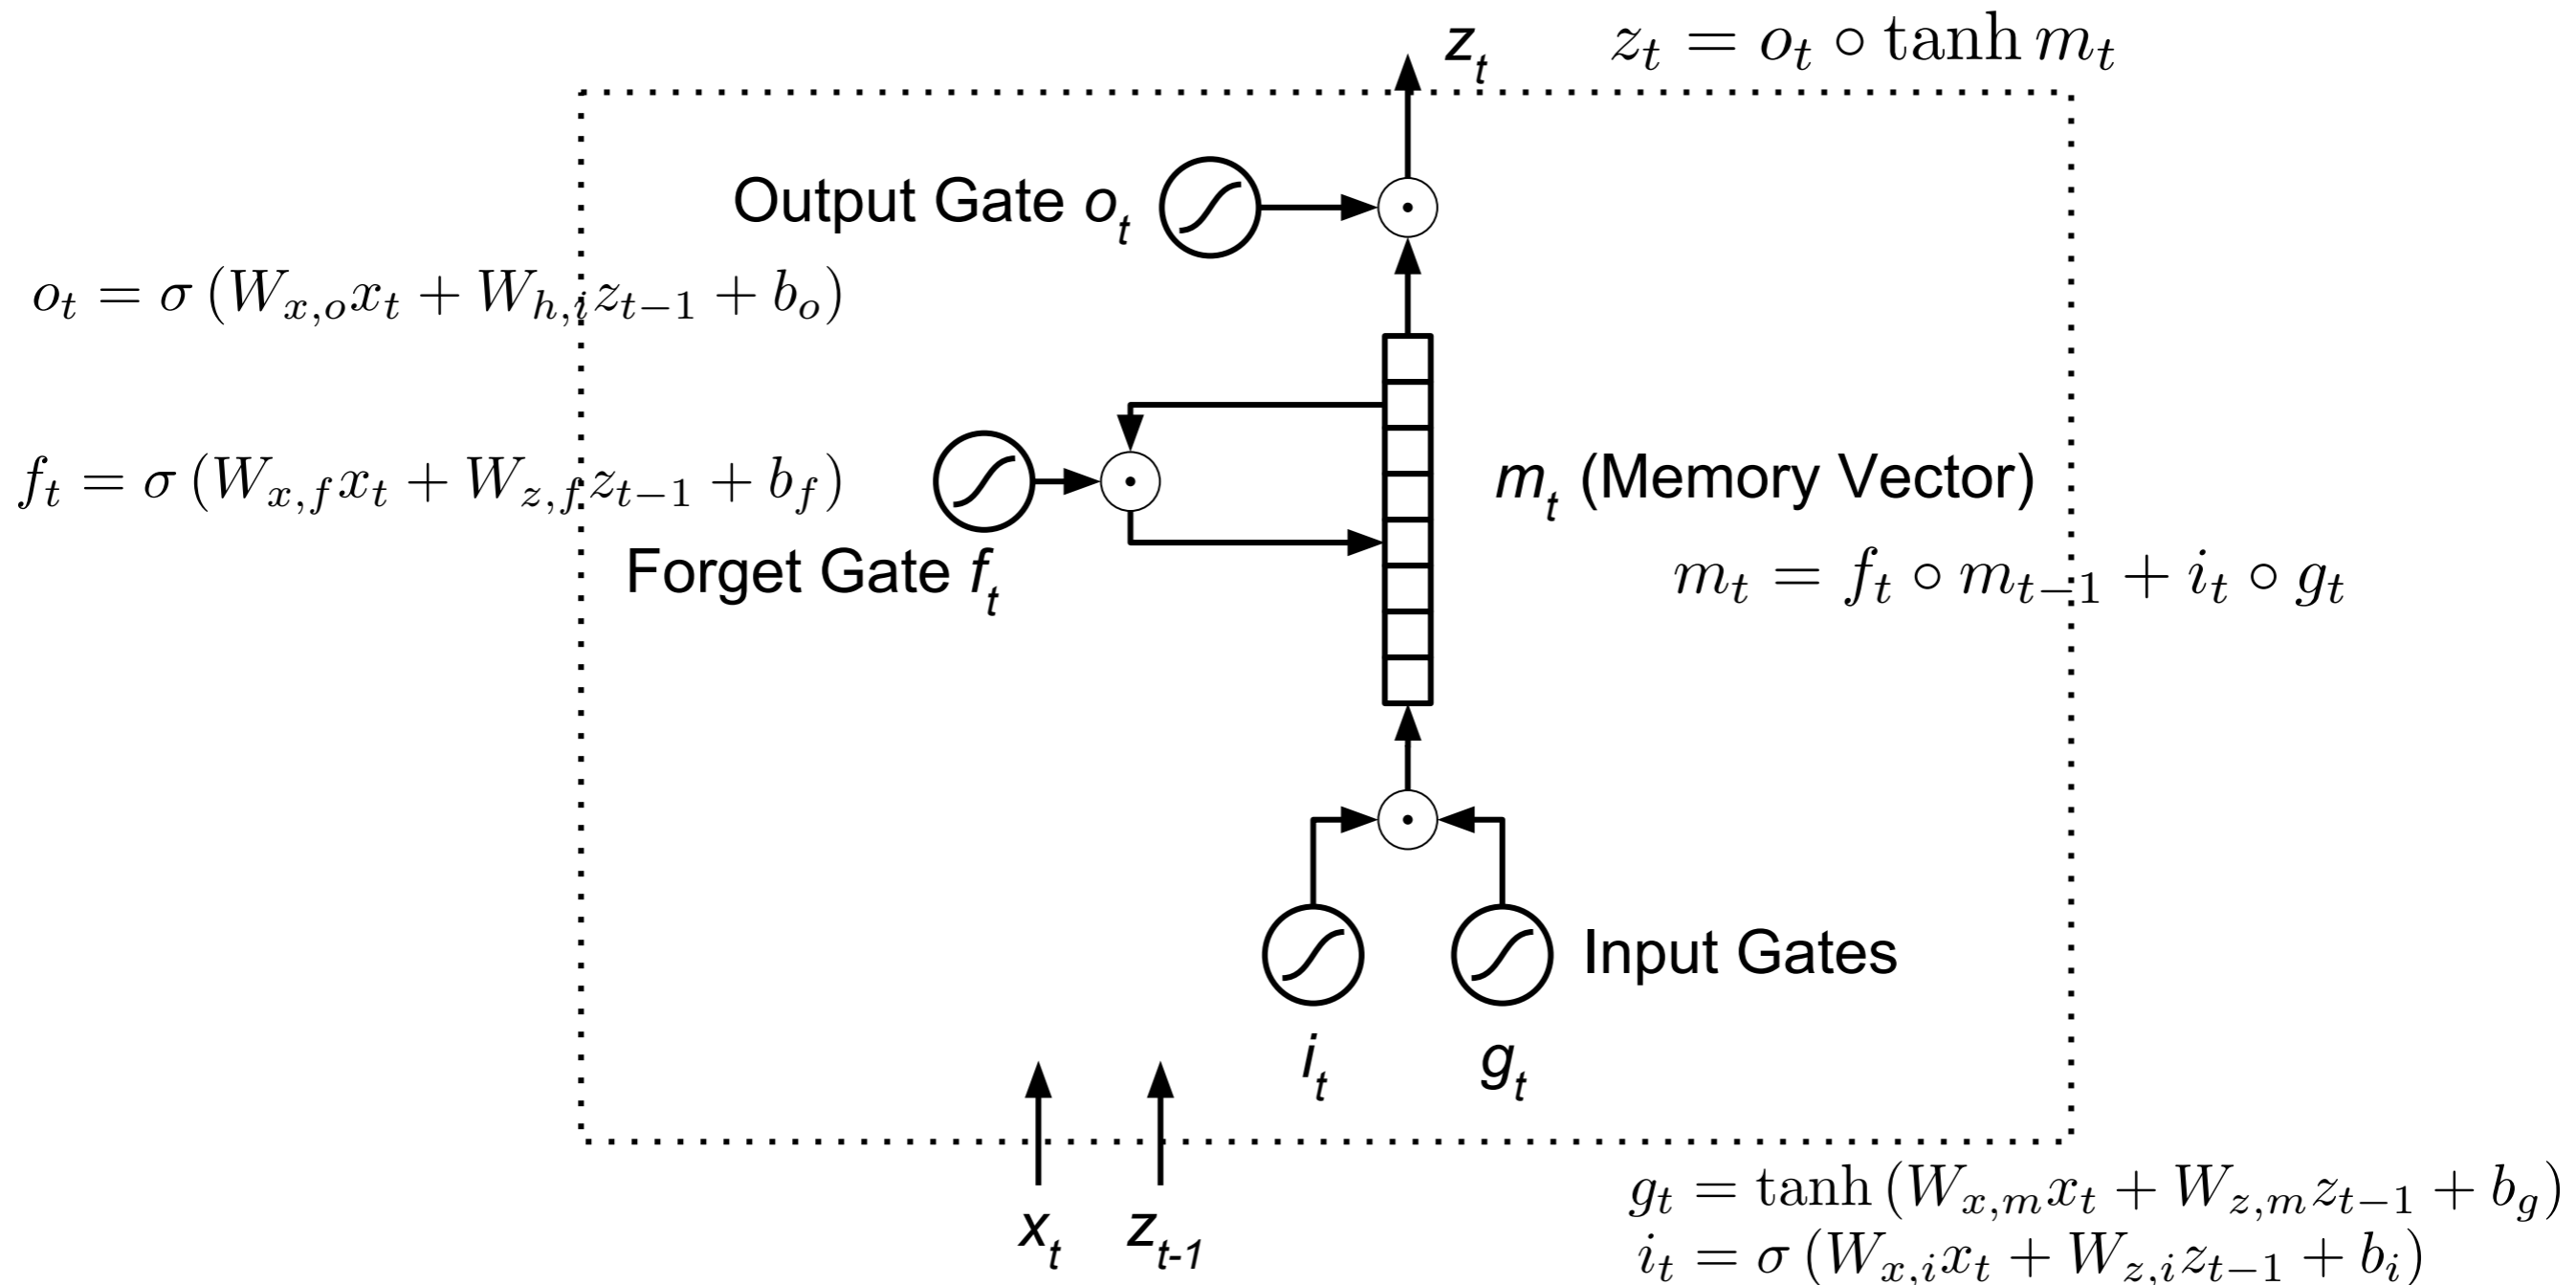 z_t
z_t = o_t ∘ tanh m_t
Output Gate o_t
o_t = σ (W_{x,o}x_t + W_{h,i}z_{t−1} + b_o)
f_t = σ (W_{x,f}x_t + W_{z,f}z_{t−1} + b_f)
m_t (Memory Vector)
Forget Gate f_t
m_t = f_t ∘ m_{t−1} + i_t ∘ g_t
Input Gates
i_t
g_t
x_t
z_{t-1}
g_t = tanh (W_{x,m}x_t + W_{z,m}z_{t−1} + b_g)
i_t = σ (W_{x,i}x_t + W_{z,i}z_{t−1} + b_i)